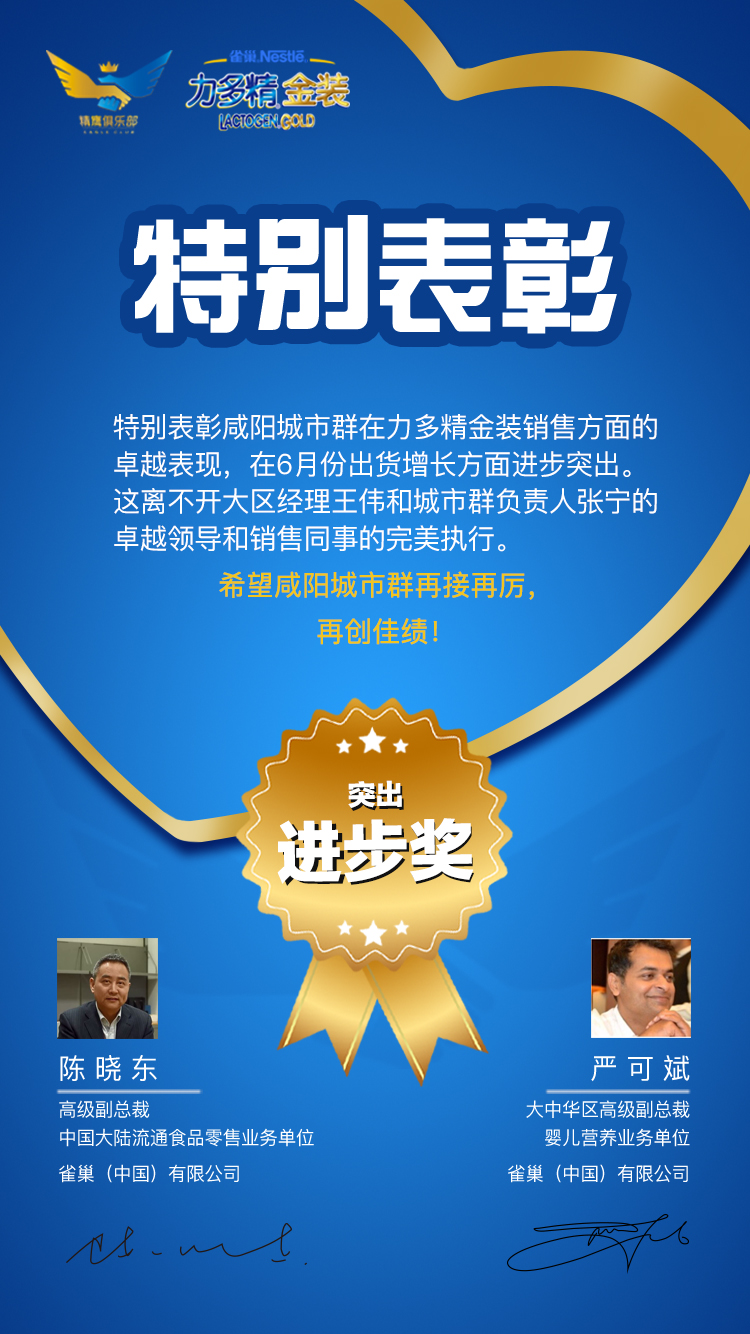 雀巢.Nestlé
力多精 金装
LACTOGEN.GOLD
精鹰俱乐部
EAGLE CLUB
特别表彰
特别表彰咸阳城市群在力多精金装销售方面的
卓越表现，在6月份出货增长方面进步突出。
这离不开大区经理王伟和城市群负责人张宁的
卓越领导和销售同事的完美执行。
希望咸阳城市群再接再厉，
再创佳绩！
突出
进步奖
陈晓东
高级副总裁
中国大陆流通食品零售业务单位
雀巢（中国）有限公司
严可斌
大中华区高级副总裁
婴儿营养业务单位
雀巢（中国）有限公司